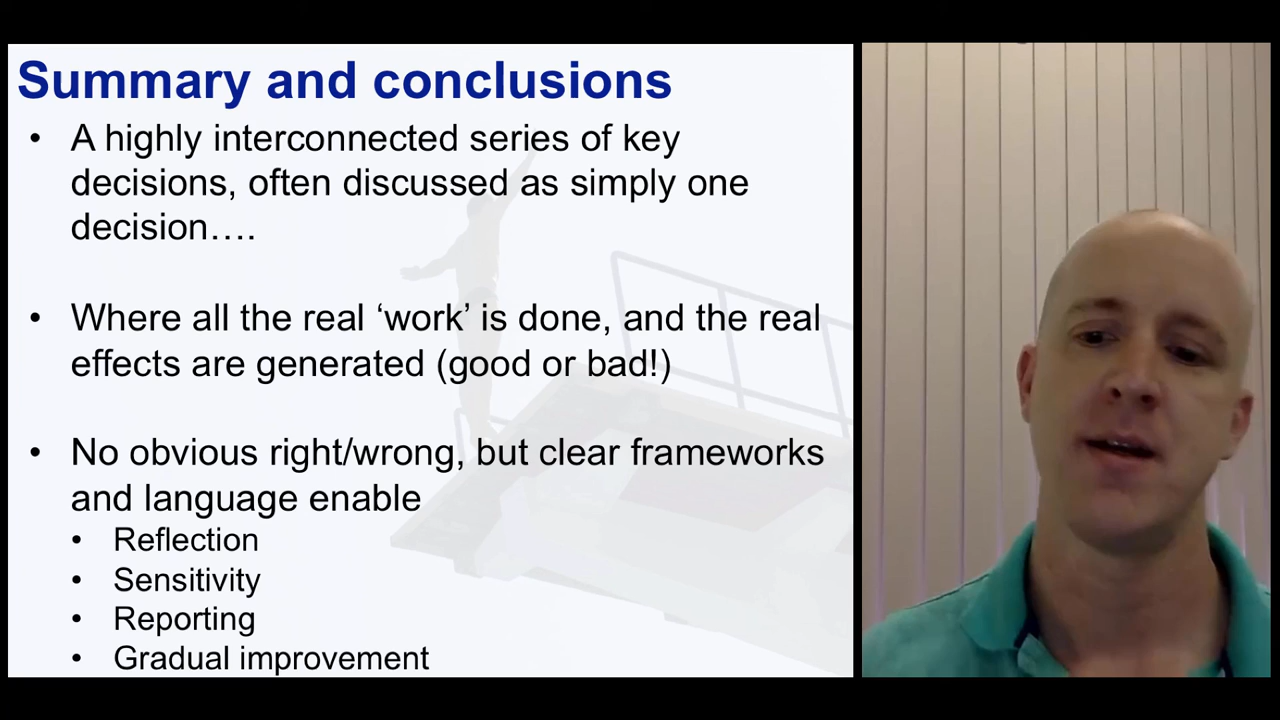 Summary and conclusions
• A highly interconnected series of key
decisions, often discussed as simply one
decision….
• Where all the real ‘work’ is done, and the real
effects are generated (good or bad!)
• No obvious right/wrong, but clear frameworks
and language enable
• Reflection
• Sensitivity
• Reporting
• Gradual improvement